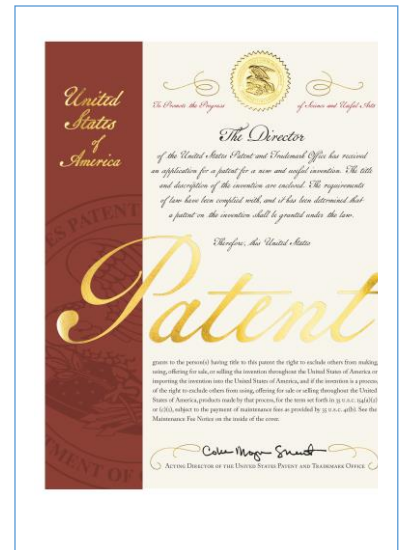 United
States
of
America
To Promote the Progress
of Science and Useful Arts
The Director
of the United States Patent and Trademark Office has received
an application for a patent for a new and useful invention. The title
and description of the invention are enclosed. The requirements
of law have been complied with, and it has been determined that
a patent on the invention shall be granted under the law.
Therefore, this United States
Patent
grants to the person(s) having title to this patent the right to exclude others from making,
using, offering for sale, or selling the invention throughout the United States of America or
importing the invention into the United States of America, and if the invention is a process,
of the right to exclude others from using, offering for sale or selling throughout the United
States of America, products made by that process, for the term set forth in 35 U.S.C. 154(a)(2)
or (c)(1), subject to the payment of maintenance fees as provided by 35 U.S.C. 41(b). See the
Maintenance Fee Notice on the inside of the cover.
Acting Director of the United States Patent and Trademark Office